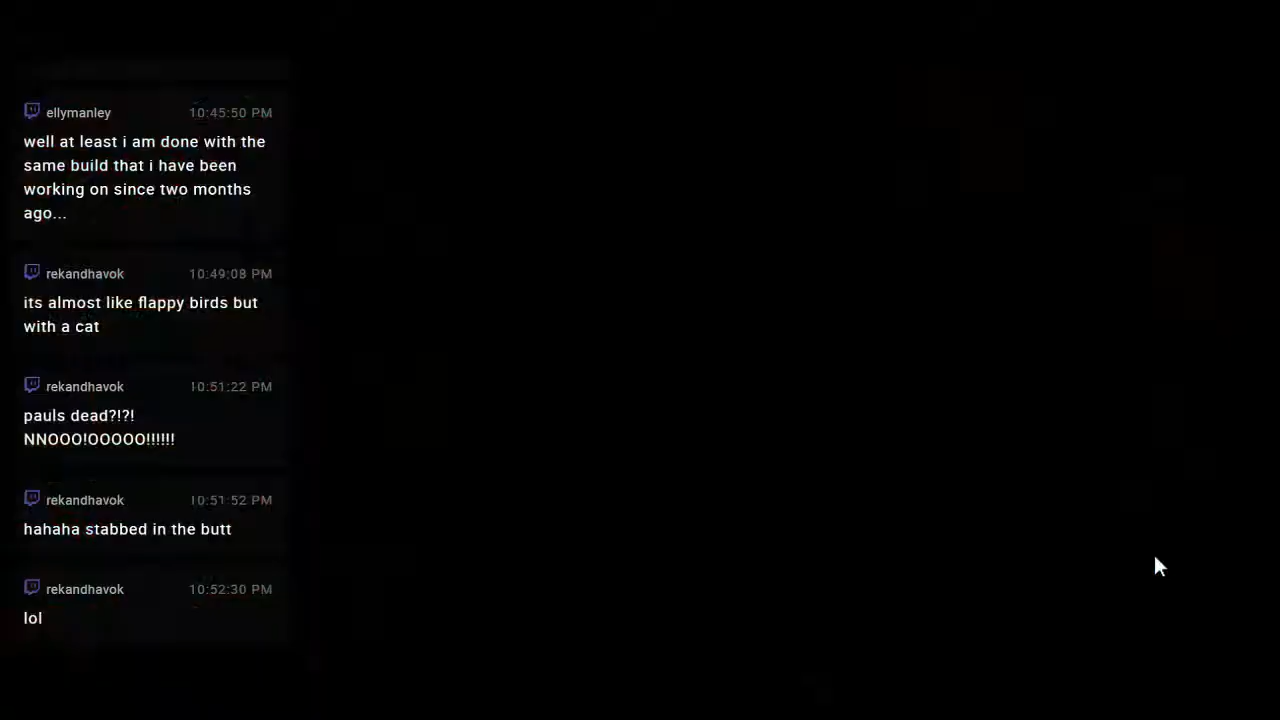 ellymanley 10:45:50 PM
well at least i am done with the
same build that i have been
working on since two months
ago...
rekandhavok 10:49:08 PM
its almost like flappy birds but
with a cat
rekandhavok 10:51:22 PM
pauls dead?!?!
NNOOO!OOOOO!!!!!!
rekandhavok 10:51:52 PM
hahaha stabbed in the butt
rekandhavok 10:52:30 PM
lol